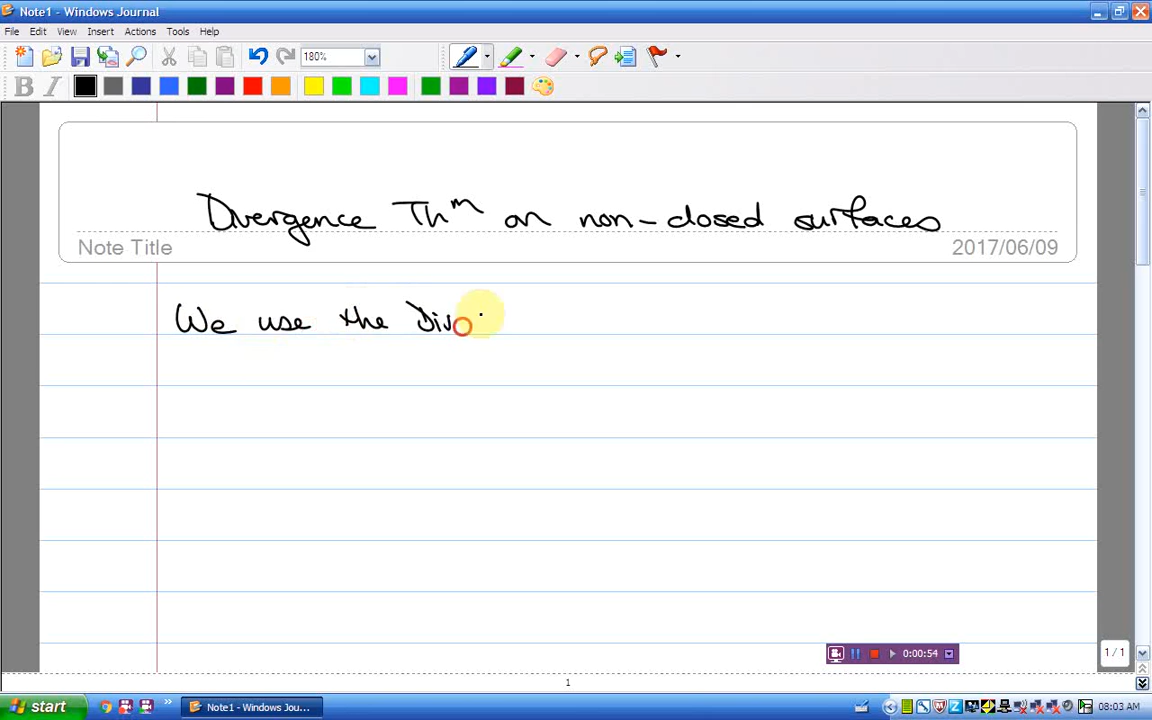 Note1 - Windows Journal
File Edit View Insert Actions Tools Help
180%
B I
Divergence Thm on non-closed surfaces
Note Title 2017/06/09
We use the Div
0:00:54
1 / 1
1
start Note1 - Windows Jou... 08:03 AM